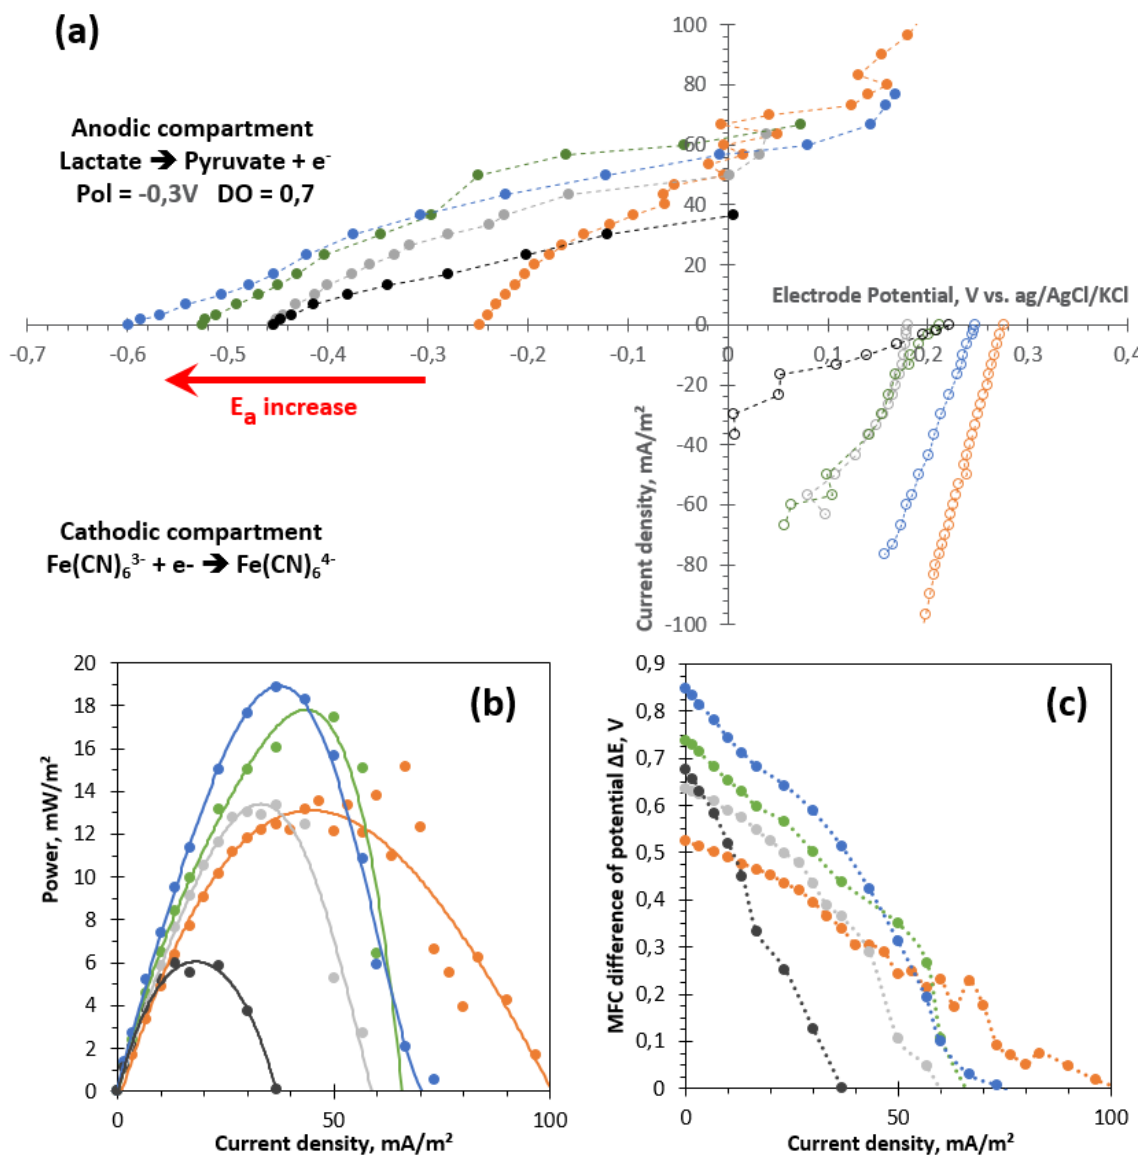 (a)
Anodic compartment
Lactate ➔ Pyruvate + e⁻
Pol = -0,3V DO = 0,7
100
80
60
40
20
0
-20
-40
-60
-80
-100
Current density, mA/m²
Electrode Potential, V vs. ag/AgCl/KCl
-0,7 -0,6 -0,5 -0,4 -0,3 -0,2 -0,1 0 0,1 0,2 0,3 0,4
Eₐ increase
Cathodic compartment
Fe(CN)₆³⁻ + e- ➔ Fe(CN)₆⁴⁻
(b)
20
18
16
14
12
10
8
6
4
2
0
Power, mW/m²
0 50 100
Current density, mA/m²
(c)
0,9
0,8
0,7
0,6
0,5
0,4
0,3
0,2
0,1
0
MFC difference of potential ΔE, V
0 50 100
Current density, mA/m²